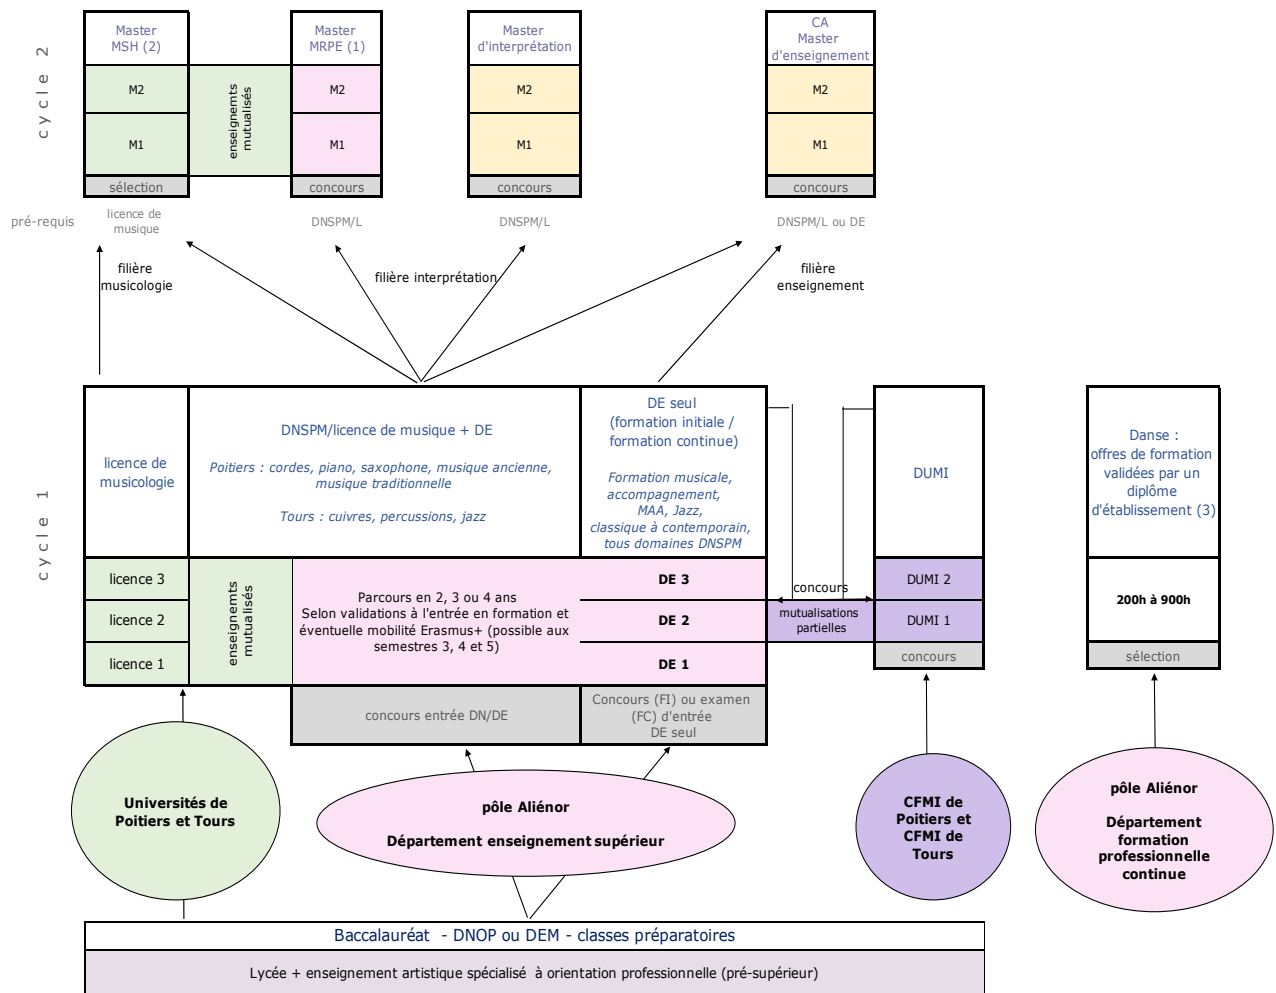 cycle 2
Master
MSH (2)
M2
M1
sélection
enseignemts
mutualisés
Master
MRPE (1)
M2
M1
concours
Master
d'interprétation
M2
M1
concours
CA
Master
d'enseignement
M2
M1
concours
pré-requis
licence de
musique
DNSPM/L
DNSPM/L
DNSPM/L ou DE
filière
musicologie
filière interprétation
filière
enseignement
cycle 1
licence de
musicologie
DNSPM/licence de musique + DE
Poitiers : cordes, piano, saxophone, musique ancienne,
musique traditionnelle
Tours : cuivres, percussions, jazz
DE seul
(formation initiale /
formation continue)
Formation musicale,
accompagnement,
MAA, Jazz,
classique à contemporain,
tous domaines DNSPM
DUMI
Danse :
offres de formation
validées par un
diplôme
d'établissement (3)
licence 3
licence 2
licence 1
enseignemts
mutualisés
Parcours en 2, 3 ou 4 ans
Selon validations à l'entrée en formation et
éventuelle mobilité Erasmus+ (possible aux
semestres 3, 4 et 5)
DE 3
DE 2
DE 1
concours
mutualisations
partielles
DUMI 2
DUMI 1
concours
200h à 900h
sélection
concours entrée DN/DE
Concours (FI) ou examen
(FC) d'entrée
DE seul
Universités de
Poitiers et Tours
pôle Aliénor
Département enseignement supérieur
CFMI de
Poitiers et
CFMI de
Tours
pôle Aliénor
Département
formation
professionnelle
continue
Baccalauréat - DNOP ou DEM - classes préparatoires
Lycée + enseignement artistique spécialisé à orientation professionnelle (pré-supérieur)